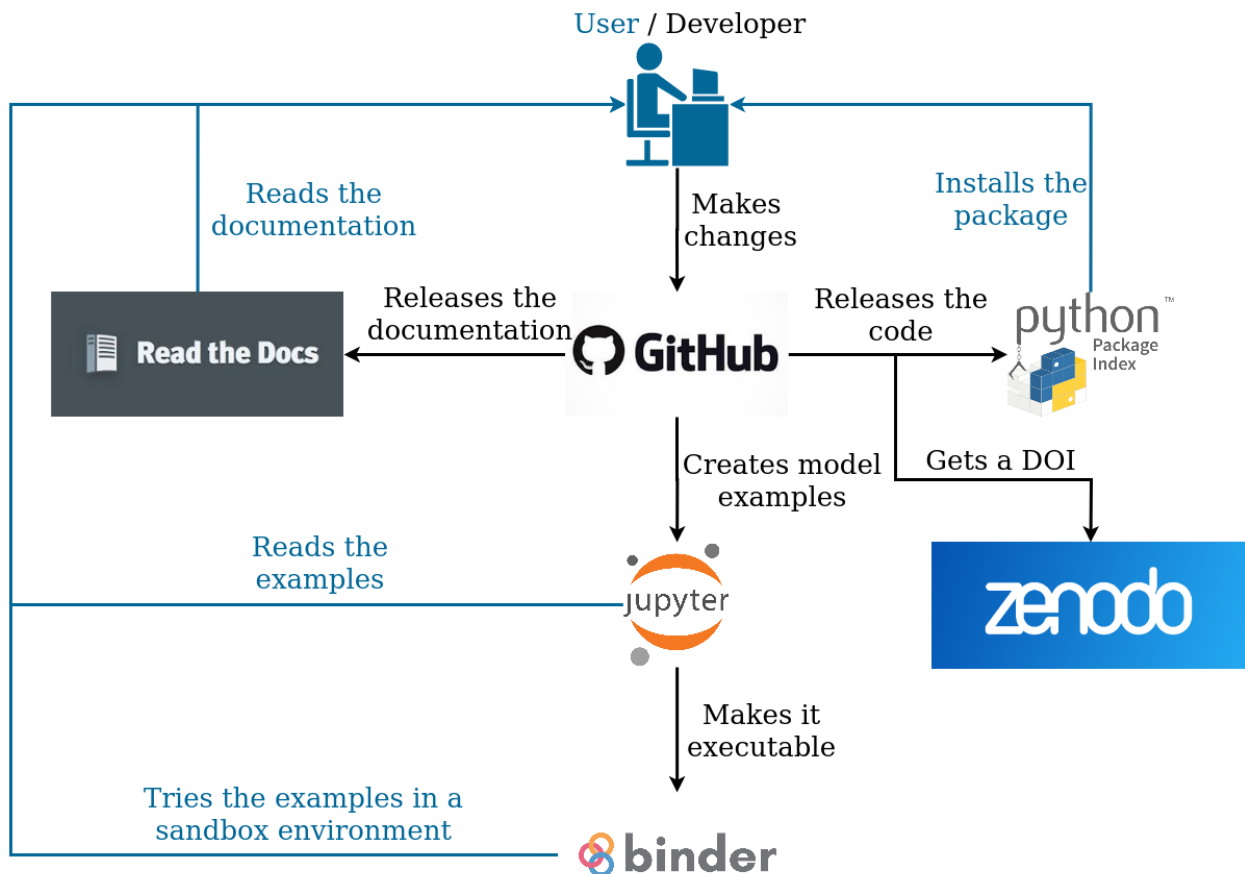 User / Developer
Reads the
documentation
Makes
changes
Installs the
package
Read the Docs
Releases the
documentation
GitHub
Releases the
code
python™
Package
Index
Creates model
examples
Gets a DOI
Reads the
examples
jupyter
zenodo
Makes it
executable
Tries the examples in a
sandbox environment
binder